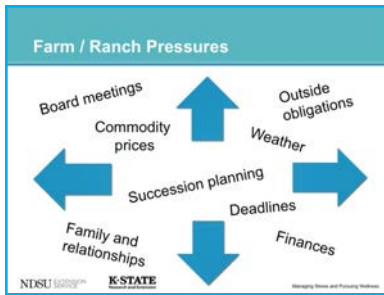 Farm / Ranch Pressures
Board meetings
Outside
obligations
Commodity
prices
Weather
Succession planning
Deadlines
Family and
relationships
Finances
NDSU EXTENSION
SERVICE
K-STATE
Research and Extension
Managing Stress and Pursuing Wellness